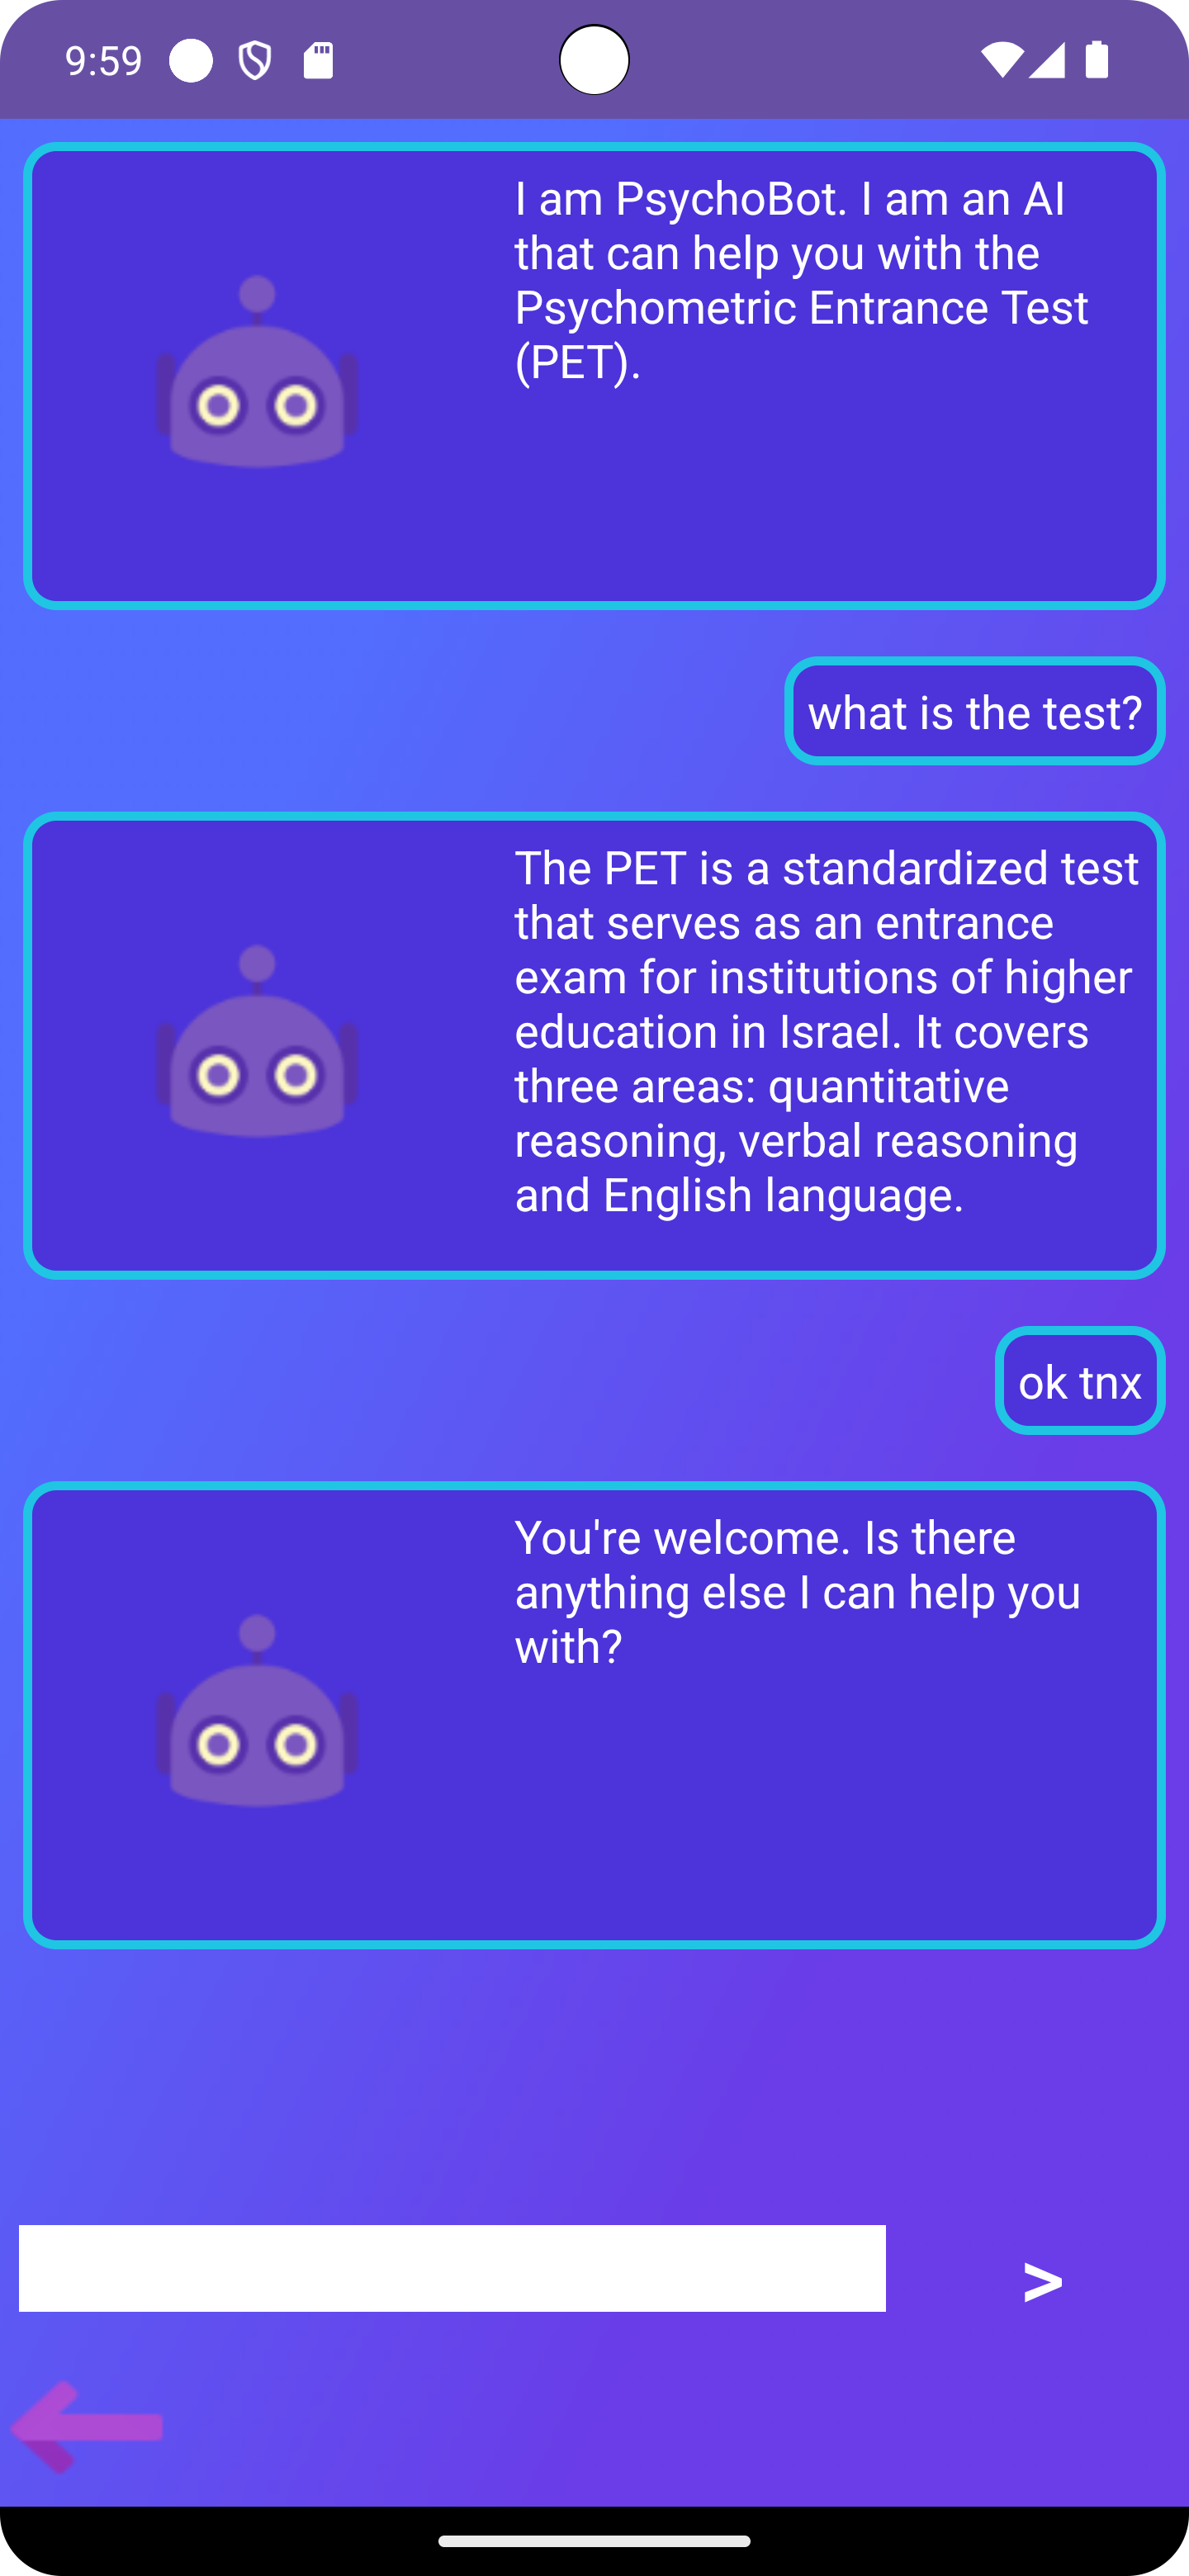 9:59
I am PsychoBot. I am an AI
that can help you with the
Psychometric Entrance Test
(PET).
what is the test?
The PET is a standardized test
that serves as an entrance
exam for institutions of higher
education in Israel. It covers
three areas: quantitative
reasoning, verbal reasoning
and English language.
ok tnx
You're welcome. Is there
anything else I can help you
with?
>